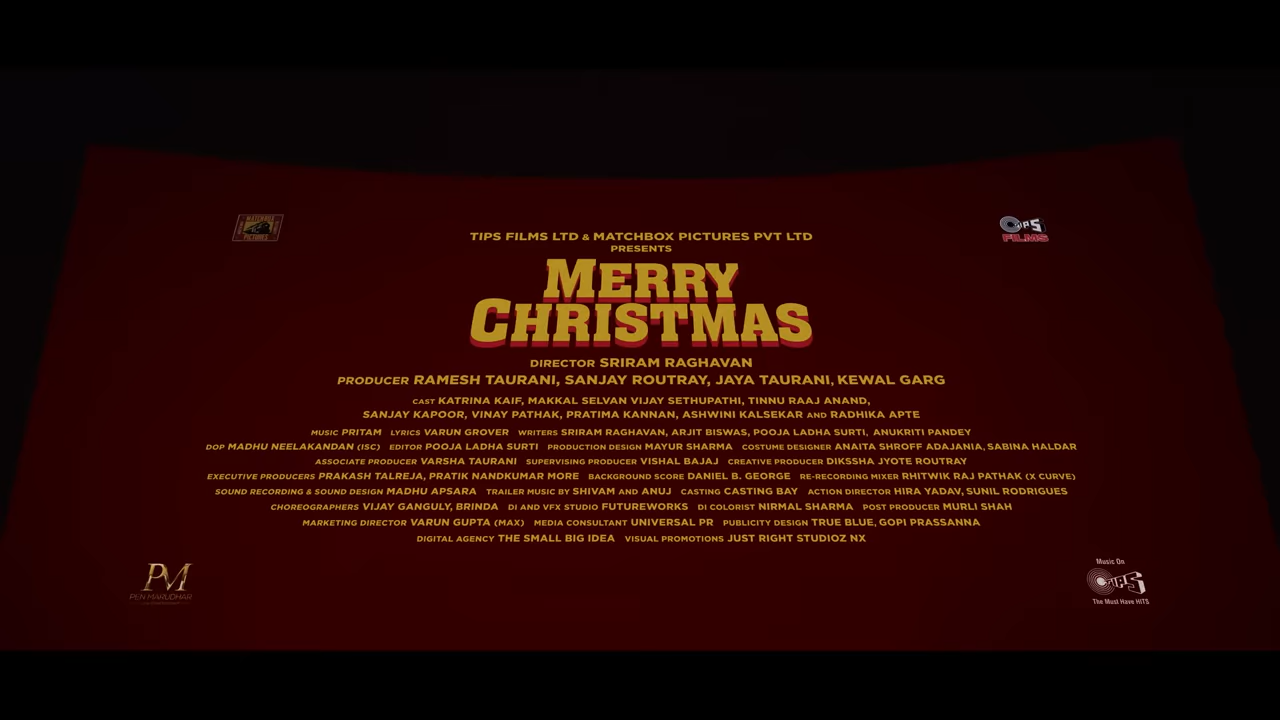 MATCHBOX
PICTURES
TIPS
FILMS
TIPS FILMS LTD & MATCHBOX PICTURES PVT LTD
PRESENTS
MERRY
CHRISTMAS
DIRECTOR SRIRAM RAGHAVAN
PRODUCER RAMESH TAURANI, SANJAY ROUTRAY, JAYA TAURANI, KEWAL GARG
CAST KATRINA KAIF, MAKKAL SELVAN VIJAY SETHUPATHI, TINNU RAAJ ANAND,
SANJAY KAPOOR, VINAY PATHAK, PRATIMA KANNAN, ASHWINI KALSEKAR AND RADHIKA APTE
MUSIC PRITAM LYRICS VARUN GROVER WRITERS SRIRAM RAGHAVAN, ARJIT BISWAS, POOJA LADHA SURTI, ANUKRITI PANDEY
DOP MADHU NEELAKANDAN (ISC) EDITOR POOJA LADHA SURTI PRODUCTION DESIGN MAYUR SHARMA COSTUME DESIGNER ANAITA SHROFF ADAJANIA, SABINA HALDAR
ASSOCIATE PRODUCER VARSHA TAURANI SUPERVISING PRODUCER VISHAL BAJAJ CREATIVE PRODUCER DIKSSHA JYOTE ROUTRAY
EXECUTIVE PRODUCERS PRAKASH TALREJA, PRATIK NANDKUMAR MORE BACKGROUND SCORE DANIEL B. GEORGE RE-RECORDING MIXER RHITWIK RAJ PATHAK (X CURVE)
SOUND RECORDING & SOUND DESIGN MADHU APSARA TRAILER MUSIC BY SHIVAM AND ANUJ CASTING CASTING BAY ACTION DIRECTOR HIRA YADAV, SUNIL RODRIGUES
CHOREOGRAPHERS VIJAY GANGULY, BRINDA DI AND VFX STUDIO FUTUREWORKS DI COLORIST NIRMAL SHARMA POST PRODUCER MURLI SHAH
MARKETING DIRECTOR VARUN GUPTA (MAX) MEDIA CONSULTANT UNIVERSAL PR PUBLICITY DESIGN TRUE BLUE, GOPI PRASSANNA
DIGITAL AGENCY THE SMALL BIG IDEA VISUAL PROMOTIONS JUST RIGHT STUDIOZ NX
PM
PEN MARUDHAR
Music On
TIPS
The Must Have HITS